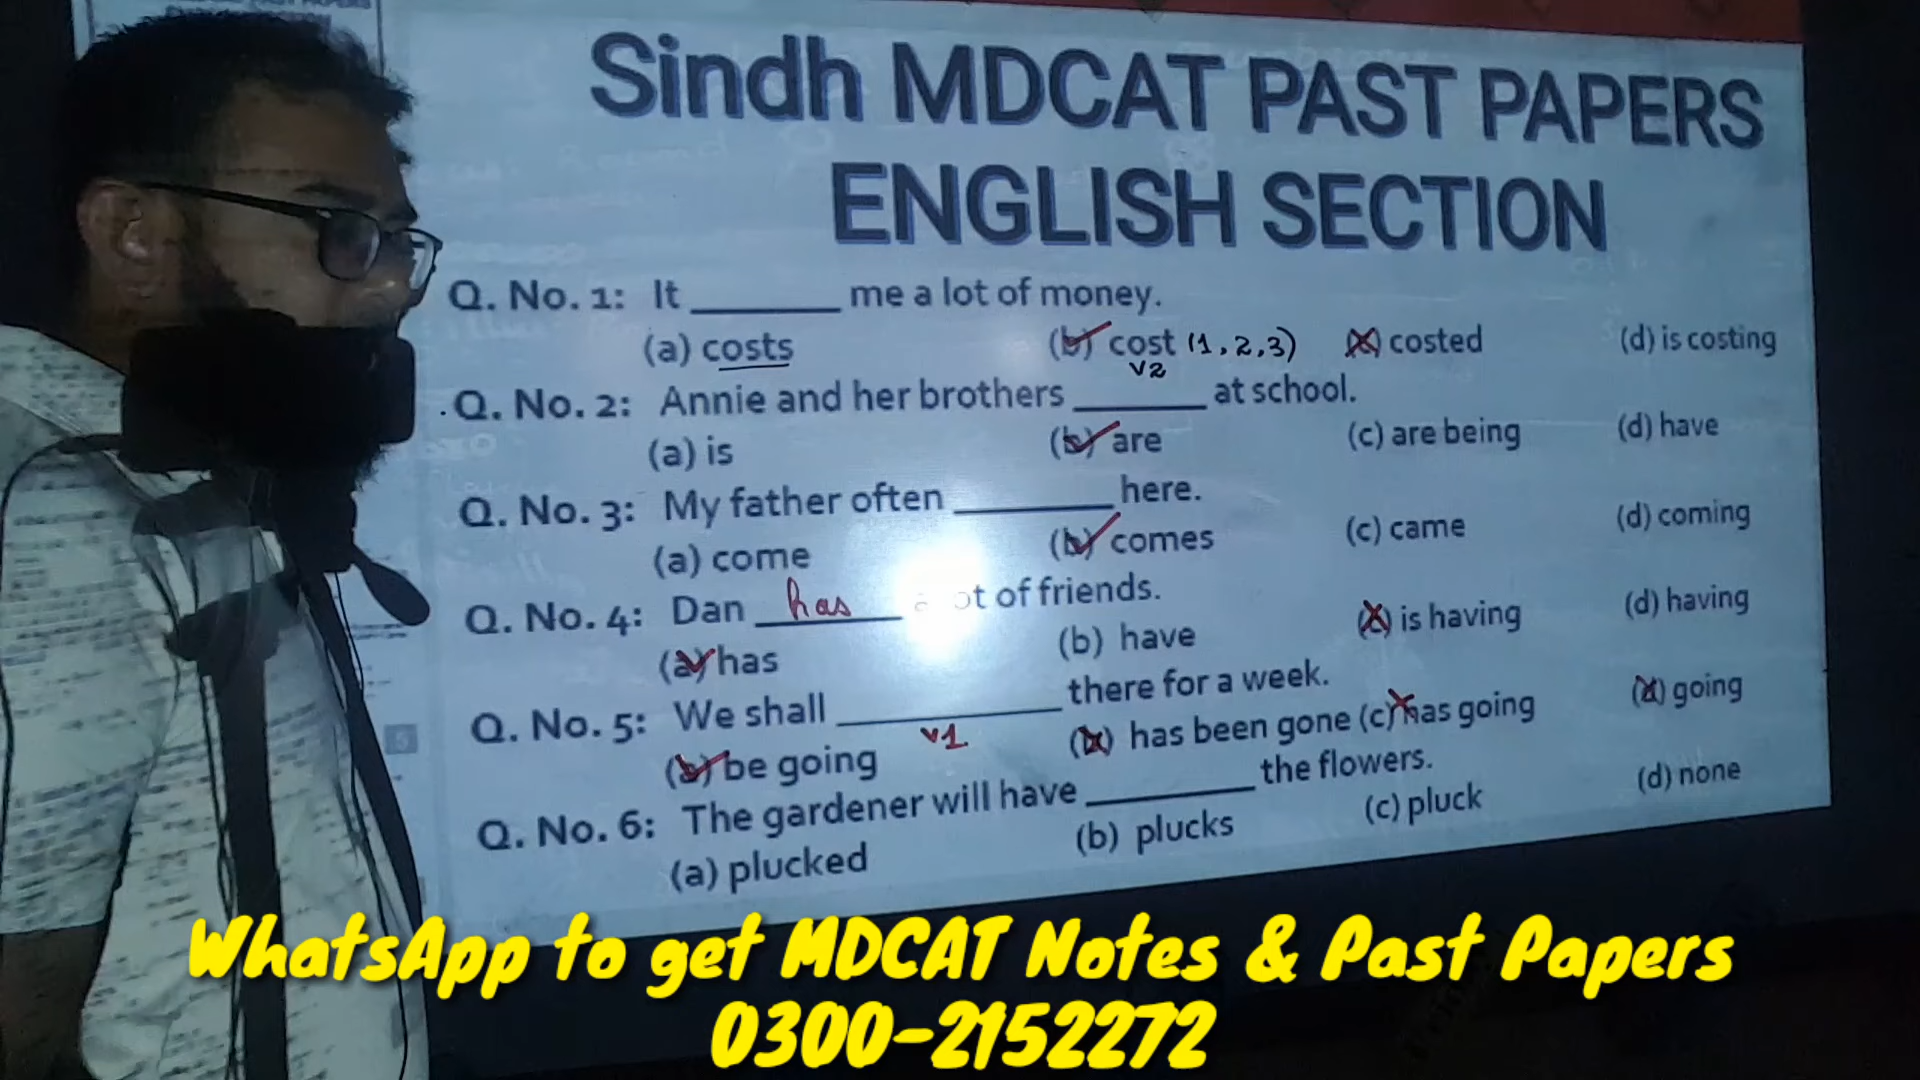 Sindh MDCAT PAST PAPERS
ENGLISH SECTION
Q. No. 1: It ________ me a lot of money.
(a) costs (b) cost (1,2,3) (c) costed (d) is costing
v2
Q. No. 2: Annie and her brothers ________ at school.
(a) is (b) are (c) are being (d) have
Q. No. 3: My father often ________ here.
(a) come (b) comes (c) came (d) coming
Q. No. 4: Dan has of friends.
(a) has (b) have (c) is having (d) having
Q. No. 5: We shall ________ there for a week.
v1
(a) be going (b) has been gone (c) has going (d) going
Q. No. 6: The gardener will have ________ the flowers.
(a) plucked (b) plucks (c) pluck (d) none
WhatsApp to get MDCAT Notes & Past Papers
0300-2152272